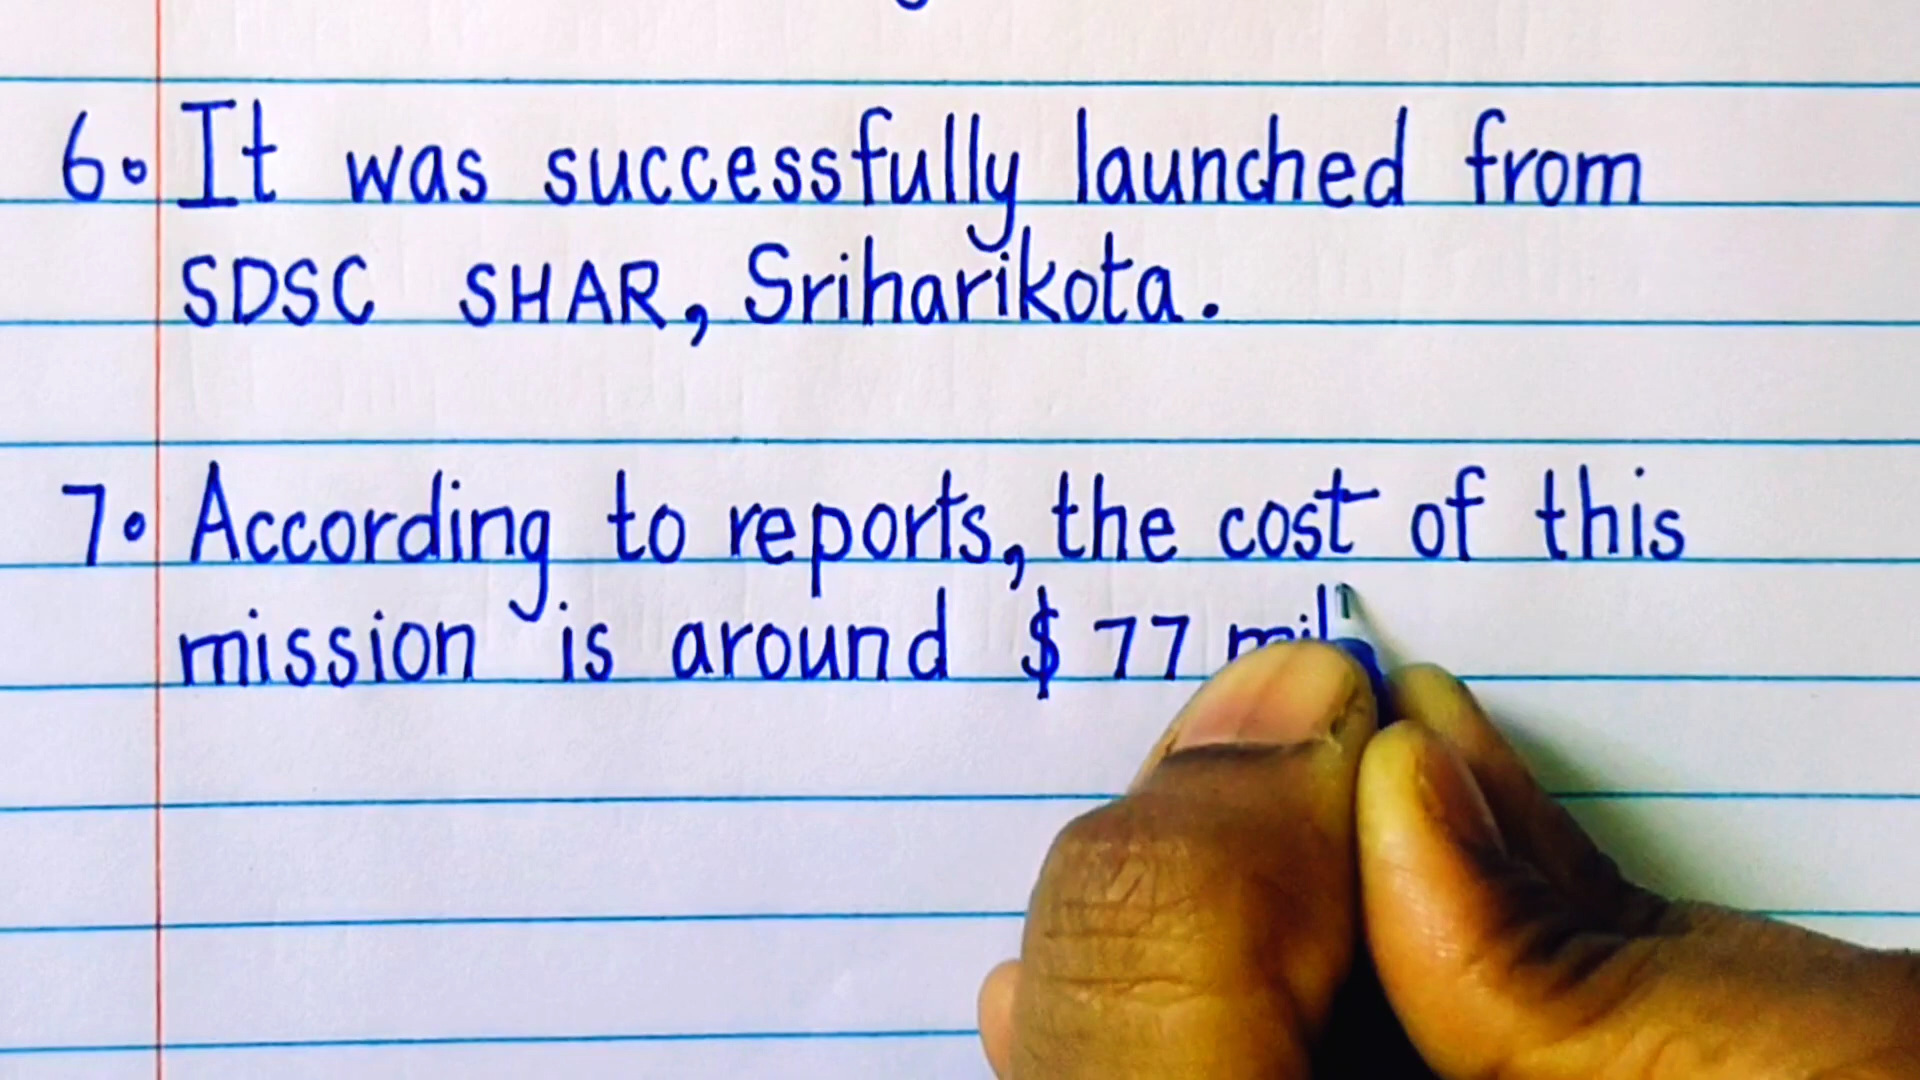 6. It was successfully launched from
SDSC SHAR, Sriharikota.
7. According to reports, the cost of this
mission is around $ 77 mil